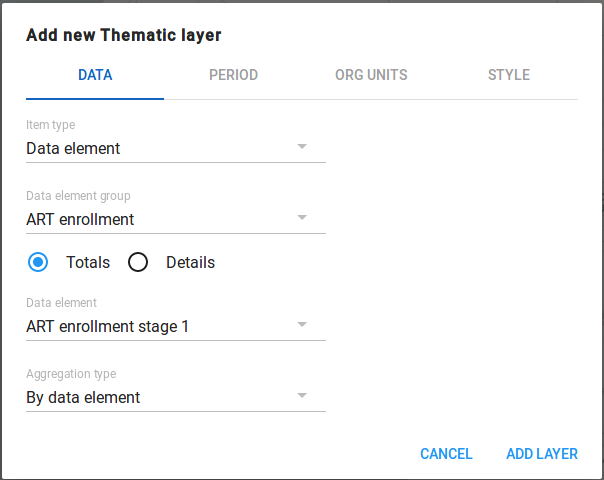 Add new Thematic layer
DATA PERIOD ORG UNITS STYLE
Item type
Data element
Data element group
ART enrollment
Totals Details
Data element
ART enrollment stage 1
Aggregation type
By data element
CANCEL ADD LAYER